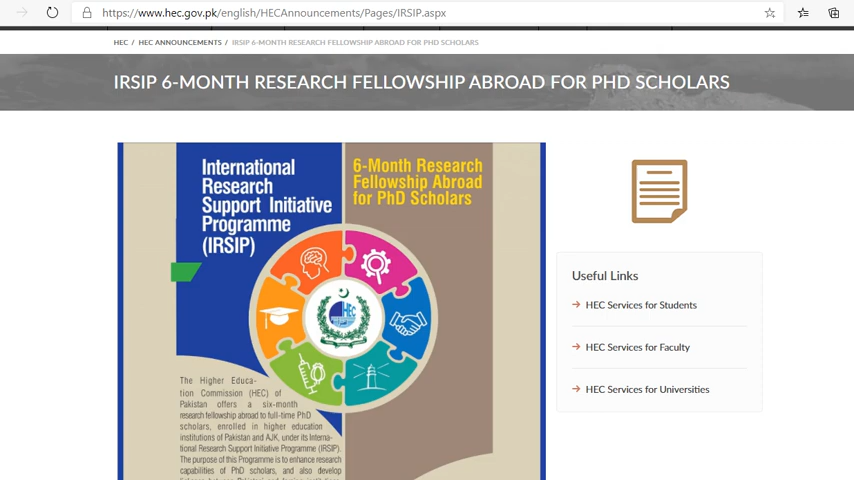 https://www.hec.gov.pk/english/HECAnnouncements/Pages/IRSIP.aspx
HEC / HEC ANNOUNCEMENTS / IRSIP 6-MONTH RESEARCH FELLOWSHIP ABROAD FOR PHD SCHOLARS
IRSIP 6-MONTH RESEARCH FELLOWSHIP ABROAD FOR PHD SCHOLARS
International
Research
Support Initiative
Programme
(IRSIP)
6-Month Research
Fellowship Abroad
for PhD Scholars
HEC
The Higher Educa-
tion Commission (HEC) of
Pakistan offers a six-month
research fellowship abroad to full-time PhD
scholars, enrolled in higher education
institutions of Pakistan and AJK, under its Interna-
tional Research Support Initiative Programme (IRSIP).
The purpose of this Programme is to enhance research
capabilities of PhD scholars, and also develop
Useful Links
HEC Services for Students
HEC Services for Faculty
HEC Services for Universities